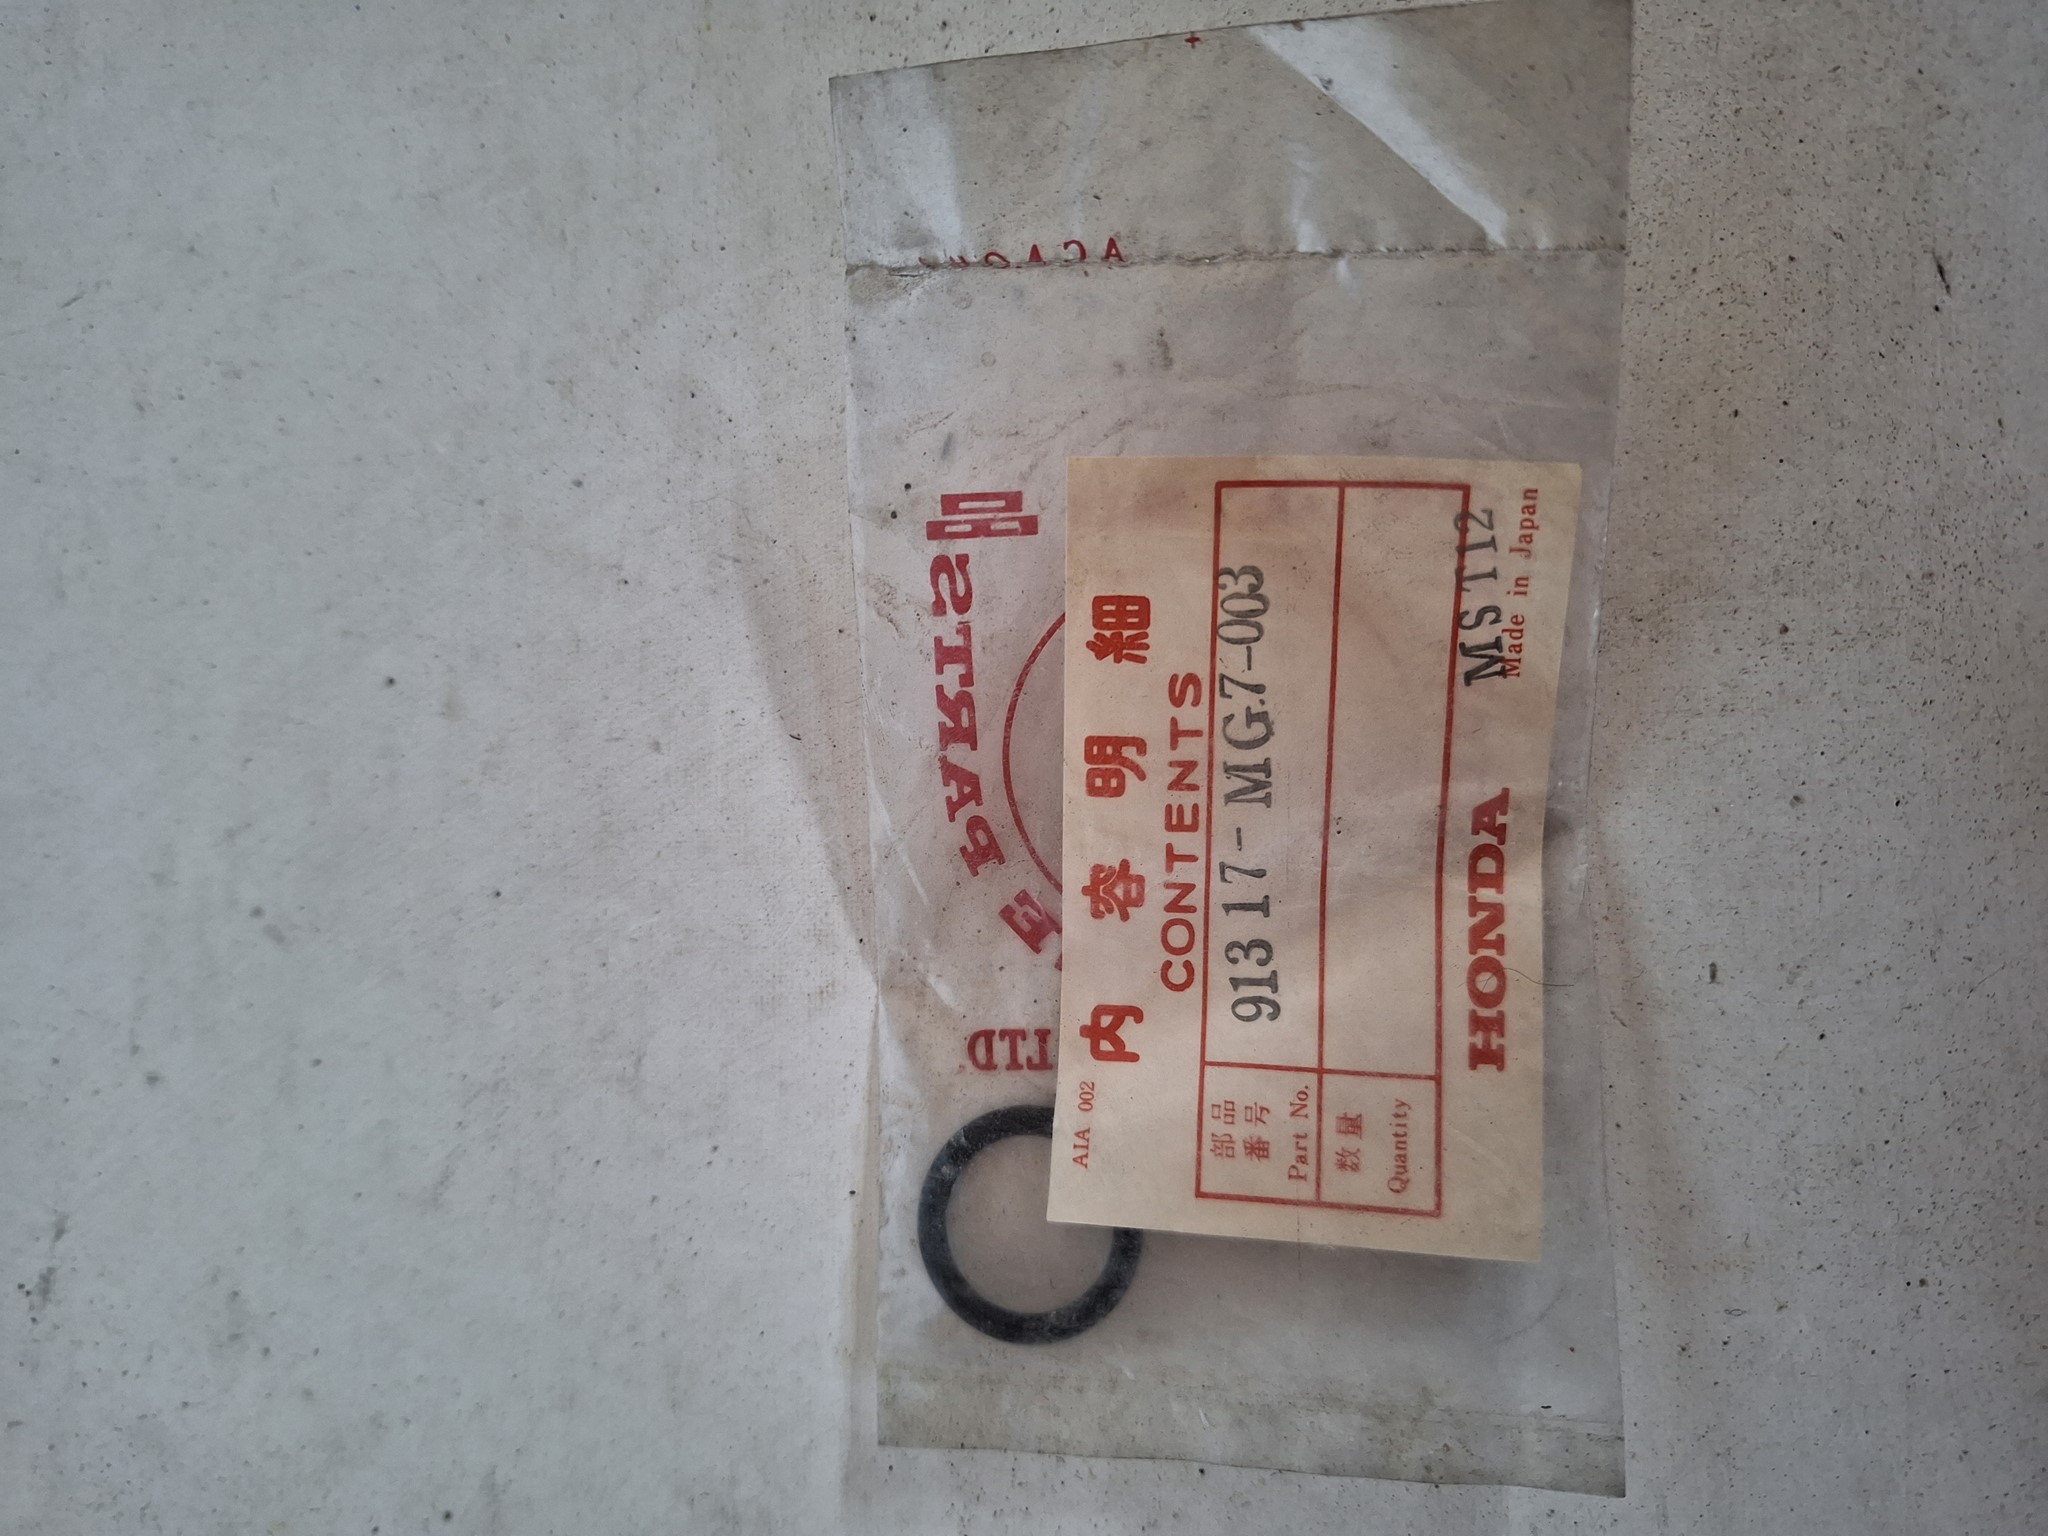 AIA 002
内容明細
CONTENTS
部品
番号
Part No.
91317-MG7-003
数量
Quantity
HONDA
MST12
Made in Japan
PARTS
LTD